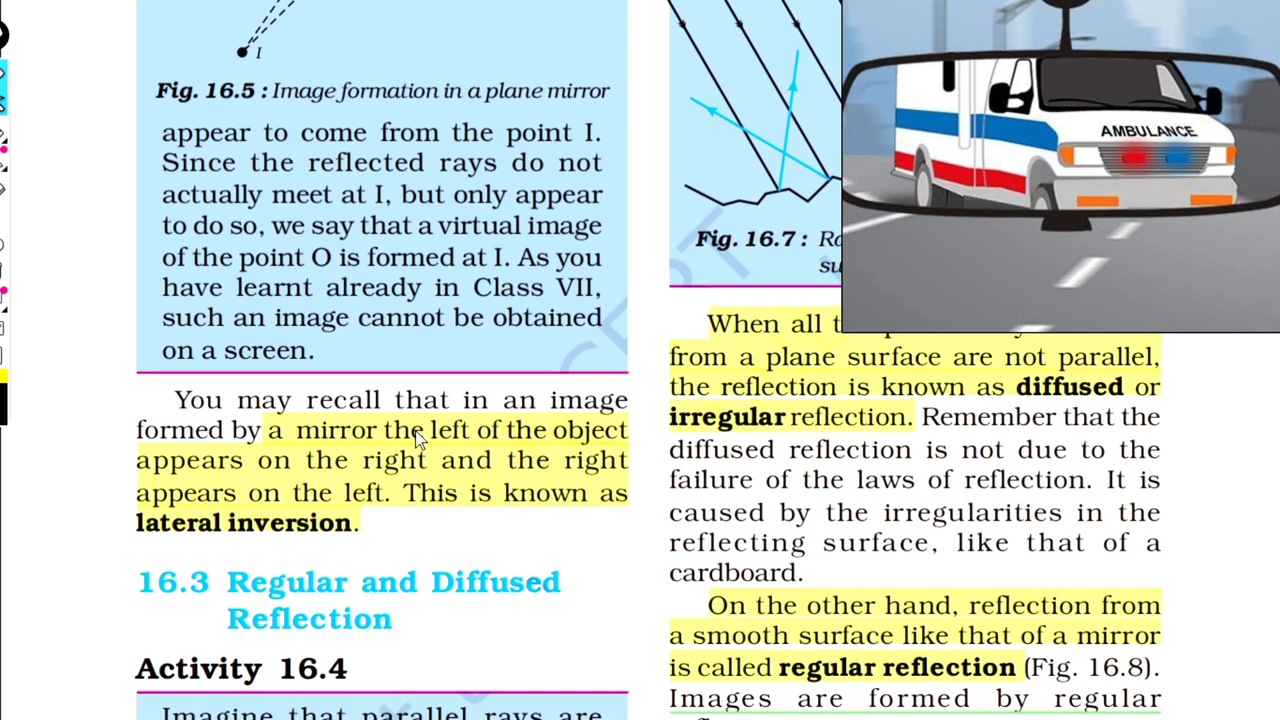 I
Fig. 16.5 : Image formation in a plane mirror
appear to come from the point I.
Since the reflected rays do not
actually meet at I, but only appear
to do so, we say that a virtual image
of the point O is formed at I. As you
have learnt already in Class VII,
such an image cannot be obtained
on a screen.
You may recall that in an image
formed by a mirror the left of the object
appears on the right and the right
appears on the left. This is known as
lateral inversion.
16.3 Regular and Diffused
Reflection
Activity 16.4
Imagine that parallel rays are
AMBULANCE
Fig. 16.7 :
When all
from a plane surface are not parallel,
the reflection is known as diffused or
irregular reflection. Remember that the
diffused reflection is not due to the
failure of the laws of reflection. It is
caused by the irregularities in the
reflecting surface, like that of a
cardboard.
On the other hand, reflection from
a smooth surface like that of a mirror
is called regular reflection (Fig. 16.8).
Images are formed by regular